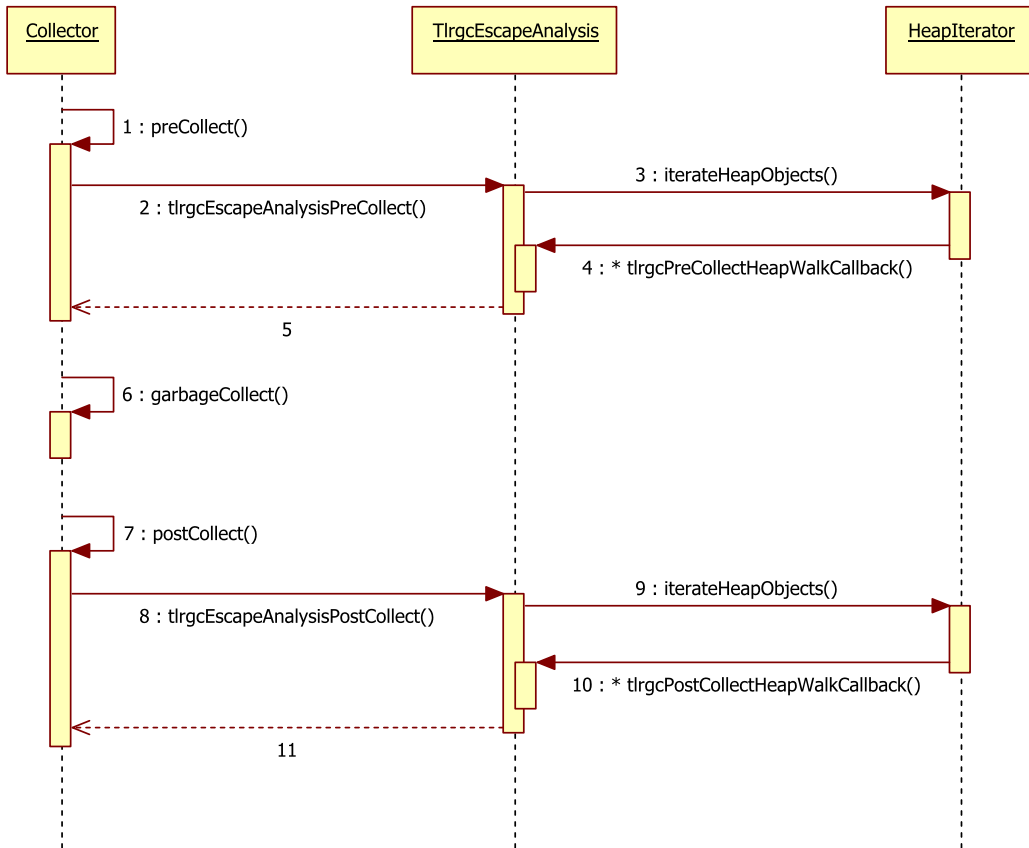 Collector
TlrgcEscapeAnalysis
HeapIterator
1 : preCollect()
2 : tlrgcEscapeAnalysisPreCollect()
3 : iterateHeapObjects()
4 : * tlrgcPreCollectHeapWalkCallback()
5
6 : garbageCollect()
7 : postCollect()
8 : tlrgcEscapeAnalysisPostCollect()
9 : iterateHeapObjects()
10 : * tlrgcPostCollectHeapWalkCallback()
11